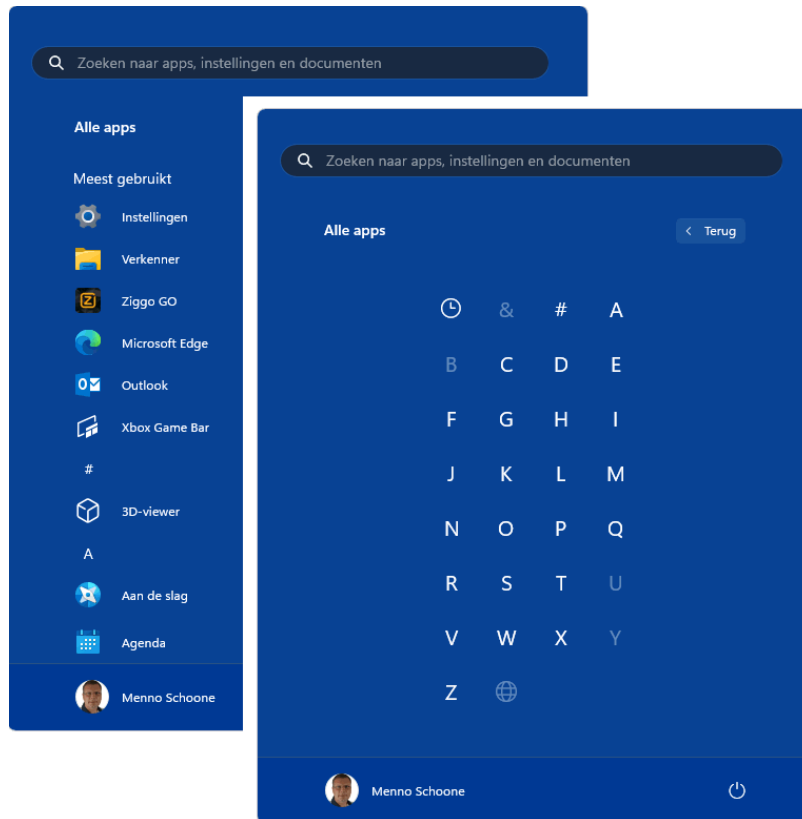 Zoeken naar apps, instellingen en documenten
Alle apps
Meest gebruikt
Instellingen
Verkenner
Ziggo GO
Microsoft Edge
Outlook
Xbox Game Bar
#
3D-viewer
A
Aan de slag
Agenda
Menno Schoone
Zoeken naar apps, instellingen en documenten
Alle apps
< Terug
& # A
B C D E
F G H I
J K L M
N O P Q
R S T U
V W X Y
Z
Menno Schoone